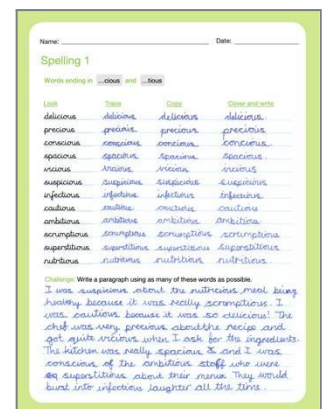 Name: Date:
Spelling 1
Words ending in ...cious and ...tious
Look Trace Copy Cover and write
delicious delicious delicious delicious.
precious precious precious precious
conscious conscious concious concious.
spacious spacious spacious spacious.
vicious vicious vicious vicious
suspicious suspicious suspicious suspicious
infectious infectious infectious infectious.
cautious cautious cautious cautious
ambitious ambitious ambitious ambitious
scrumptious scrumptious scrumptious scrumptious
superstitious superstitious superstitious superstitious
nutritious nutritious nutritious nutritious.
Challenge: Write a paragraph using as many of these words as possible.
I was suspicious about the nutricious meal being
healthy because it was really scromptious. I
was cautious because it was so delicious! The
chef was very precious about the recipe and
got quite vicious when I ask for the ingredients.
The kitchen was really spacious & and I was
conscious of the ambitious staff who were
superstitious about their menu. They would
bust into infectious laughter all the time.